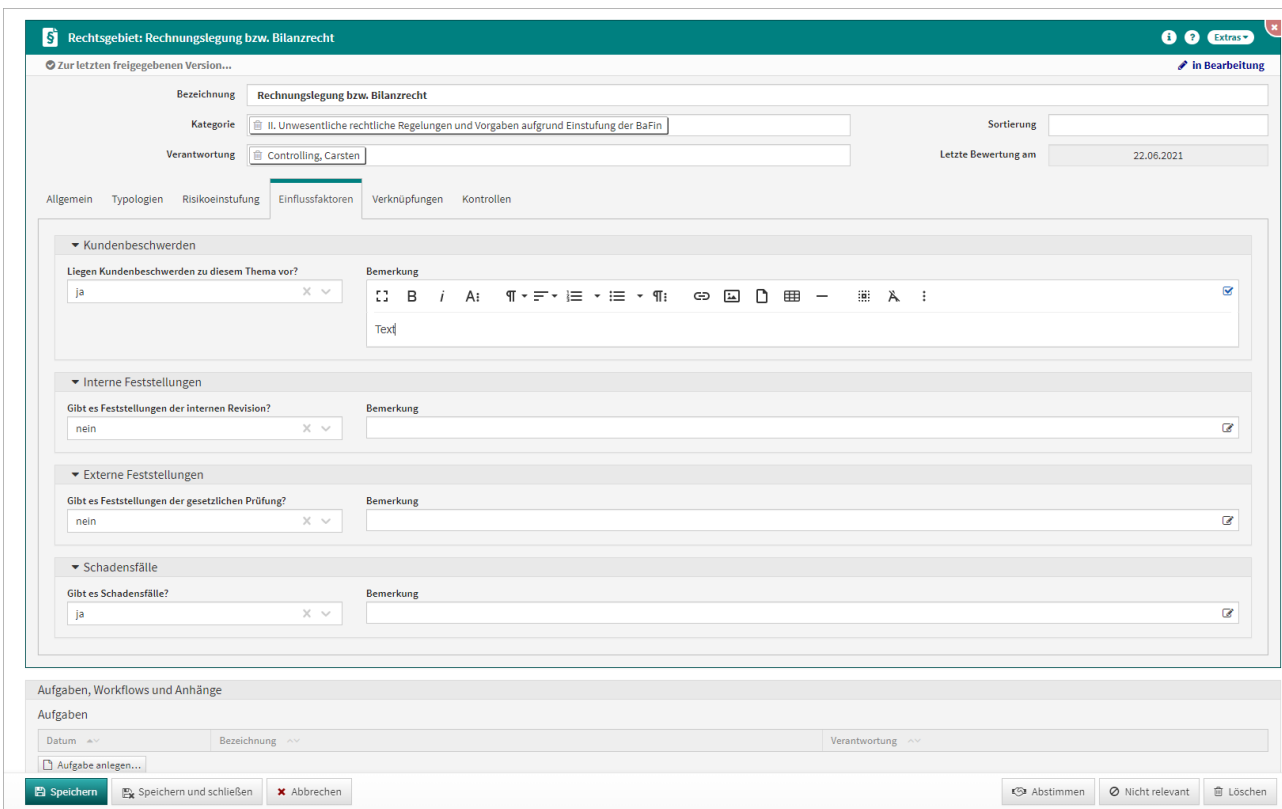 Rechtsgebiet: Rechnungslegung bzw. Bilanzrecht
Extras
Zur letzten freigegebenen Version...
in Bearbeitung
Bezeichnung Rechnungslegung bzw. Bilanzrecht
Kategorie II. Unwesentliche rechtliche Regelungen und Vorgaben aufgrund Einstufung der BaFin Sortierung
Verantwortung Controlling, Carsten Letzte Bewertung am 22.06.2021
Allgemein Typologien Risikoeinstufung Einflussfaktoren Verknüpfungen Kontrollen
Kundenbeschwerden
Liegen Kundenbeschwerden zu diesem Thema vor? Bemerkung
ja
Text
Interne Feststellungen
Gibt es Feststellungen der internen Revision? Bemerkung
nein
Externe Feststellungen
Gibt es Feststellungen der gesetzlichen Prüfung? Bemerkung
nein
Schadensfälle
Gibt es Schadensfälle? Bemerkung
ja
Aufgaben, Workflows und Anhänge
Aufgaben
Datum Bezeichnung Verantwortung
Aufgabe anlegen...
Speichern Speichern und schließen Abbrechen Abstimmen Nicht relevant Löschen